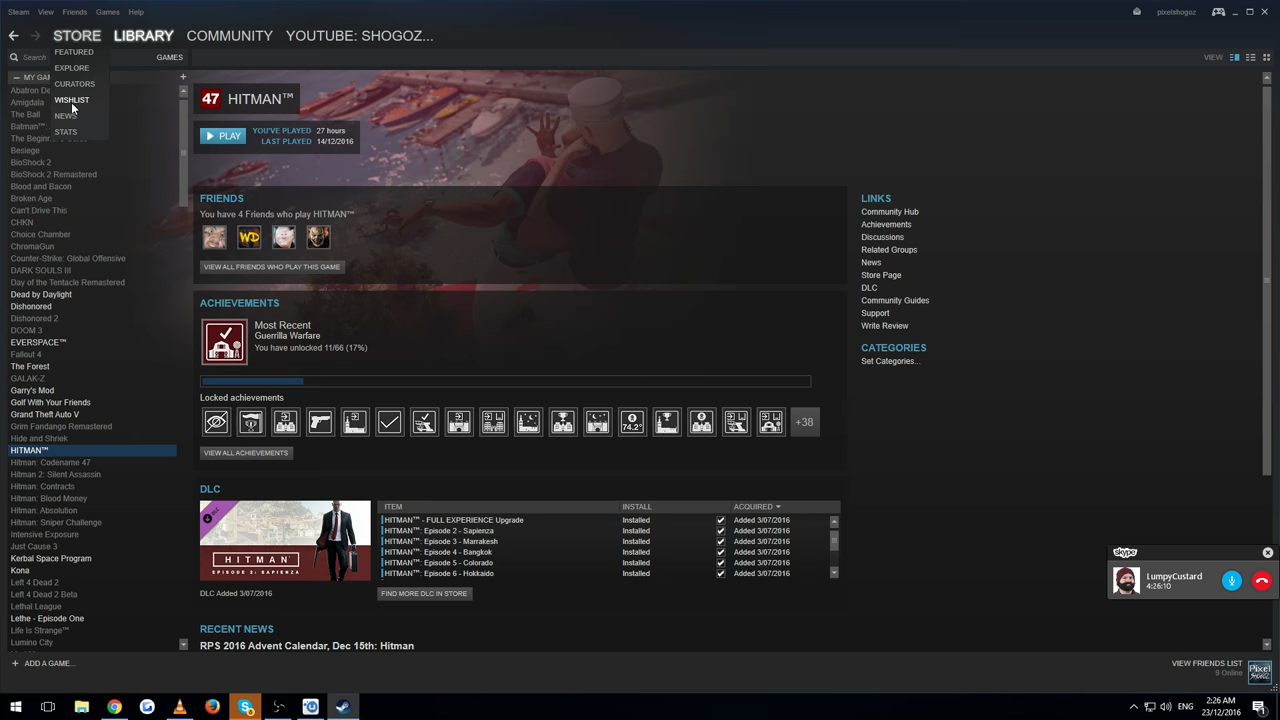 Steam View Friends Games Help pixelshogoz
STORE LIBRARY COMMUNITY YOUTUBE: SHOGOZ...
Search GAMES VIEW
FEATURED
EXPLORE
CURATORS
WISHLIST
NEWS
STATS
MY GA
Abatron De
Amigdala
The Ball
Batman™:
The Beginn
Besiege
BioShock 2
BioShock 2 Remastered
Blood and Bacon
Broken Age
Can't Drive This
CHKN
Choice Chamber
ChromaGun
Counter-Strike: Global Offensive
DARK SOULS III
Day of the Tentacle Remastered
Dead by Daylight
Dishonored
Dishonored 2
DOOM 3
EVERSPACE™
Fallout 4
The Forest
GALAK-Z
Garry's Mod
Golf With Your Friends
Grand Theft Auto V
Grim Fandango Remastered
Hide and Shriek
HITMAN™
Hitman: Codename 47
Hitman 2: Silent Assassin
Hitman: Contracts
Hitman: Blood Money
Hitman: Absolution
Hitman: Sniper Challenge
Intensive Exposure
Just Cause 3
Kerbal Space Program
Kona
Left 4 Dead 2
Left 4 Dead 2 Beta
Lethal League
Lethe - Episode One
Life Is Strange™
Lumino City
ADD A GAME...
47 HITMAN™
PLAY
YOU'VE PLAYED 27 hours
LAST PLAYED 14/12/2016
FRIENDS
You have 4 Friends who play HITMAN™
WD
VIEW ALL FRIENDS WHO PLAY THIS GAME
ACHIEVEMENTS
Most Recent
Guerrilla Warfare
You have unlocked 11/66 (17%)
Locked achievements
74.2°
+38
VIEW ALL ACHIEVEMENTS
DLC
HITMAN
EPISODE 2: SAPIENZA
DLC Added 3/07/2016
ITEM INSTALL ACQUIRED
HITMAN™ - FULL EXPERIENCE Upgrade Installed Added 3/07/2016
HITMAN™: Episode 2 - Sapienza Installed Added 3/07/2016
HITMAN™: Episode 3 - Marrakesh Installed Added 3/07/2016
HITMAN™: Episode 4 - Bangkok Installed Added 3/07/2016
HITMAN™: Episode 5 - Colorado Installed Added 3/07/2016
HITMAN™: Episode 6 - Hokkaido Installed Added 3/07/2016
FIND MORE DLC IN STORE
RECENT NEWS
RPS 2016 Advent Calendar, Dec 15th: Hitman
LINKS
Community Hub
Achievements
Discussions
Related Groups
News
Store Page
DLC
Community Guides
Support
Write Review
CATEGORIES
Set Categories...
skype
LumpyCustard
4:26:10
VIEW FRIENDS LIST
9 Online
Pixel
SHOGOZ
ENG
2:26 AM
23/12/2016